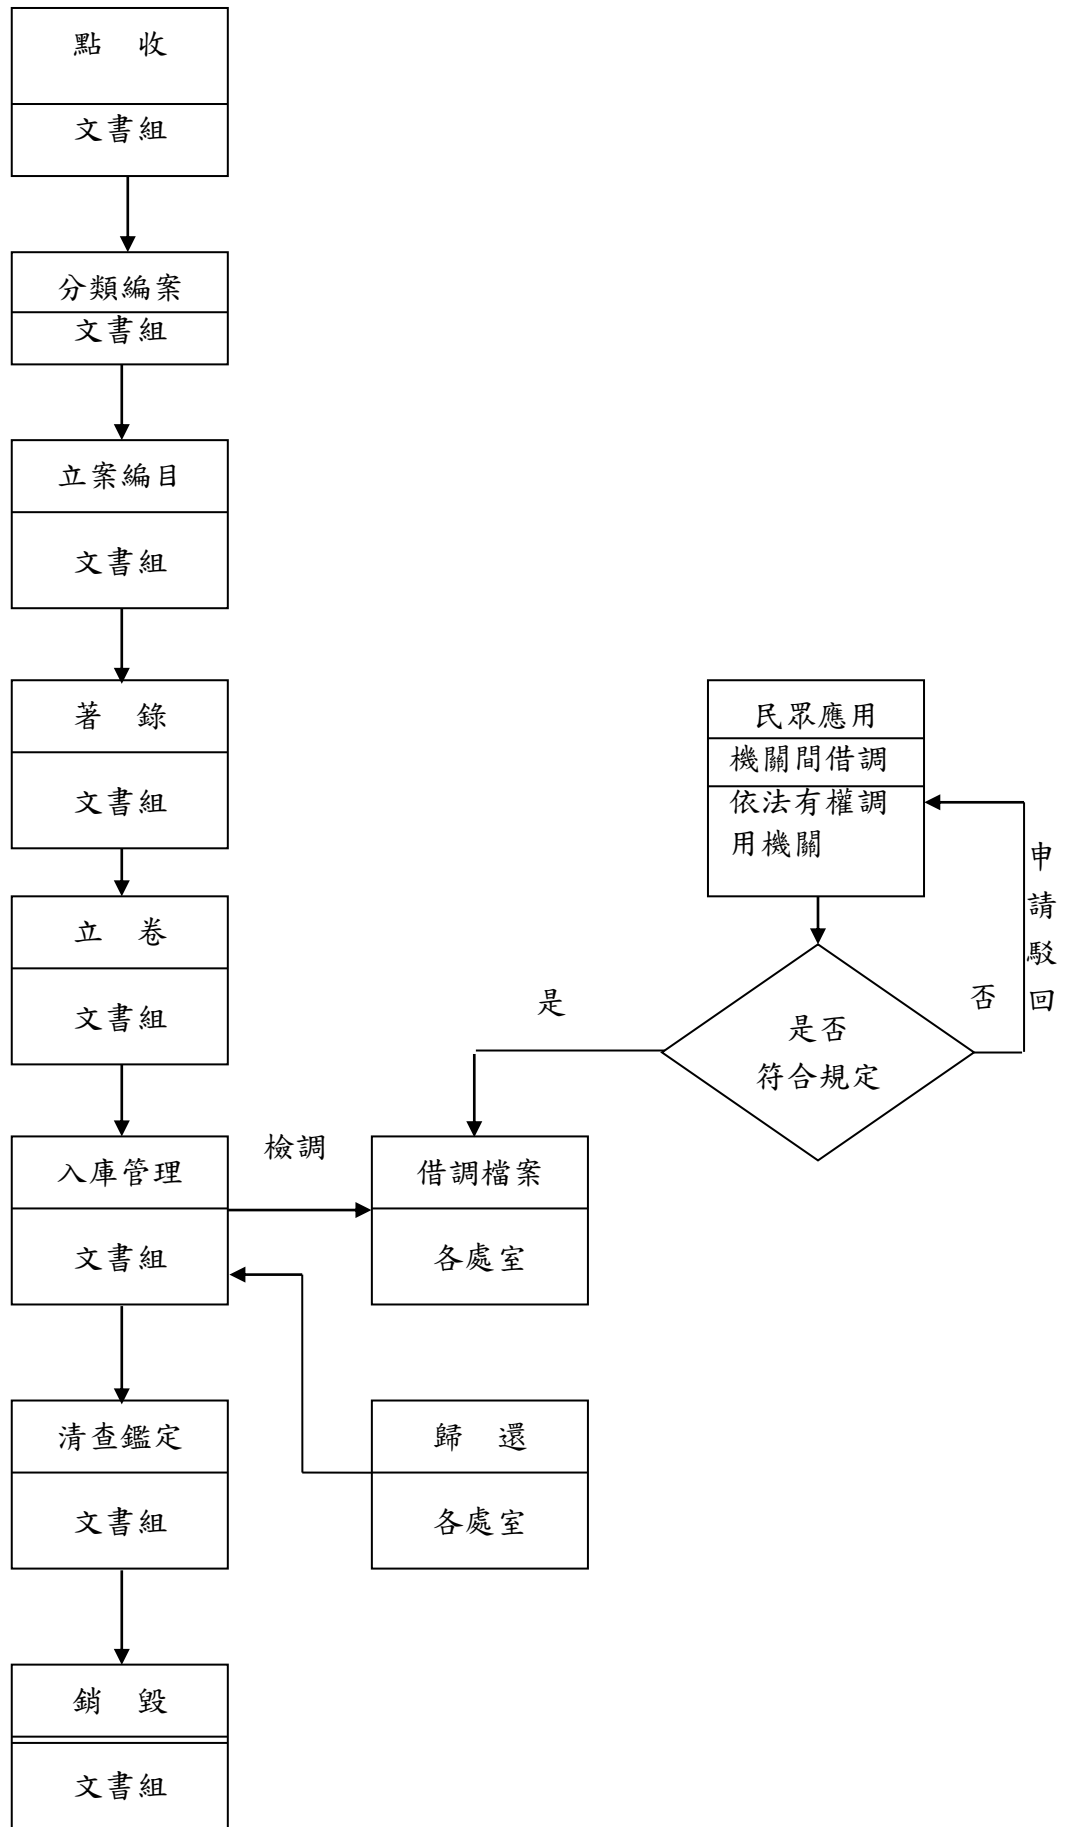 點　收
文書組
分類編案
文書組
立案編目
文書組
著　錄
文書組
立　卷
文書組
入庫管理
文書組
清查鑑定
文書組
銷　毀
文書組
檢調
借調檔案
各處室
歸　還
各處室
民眾應用
機關間借調
依法有權調
用機關
是否
符合規定
是
否
申請駁回